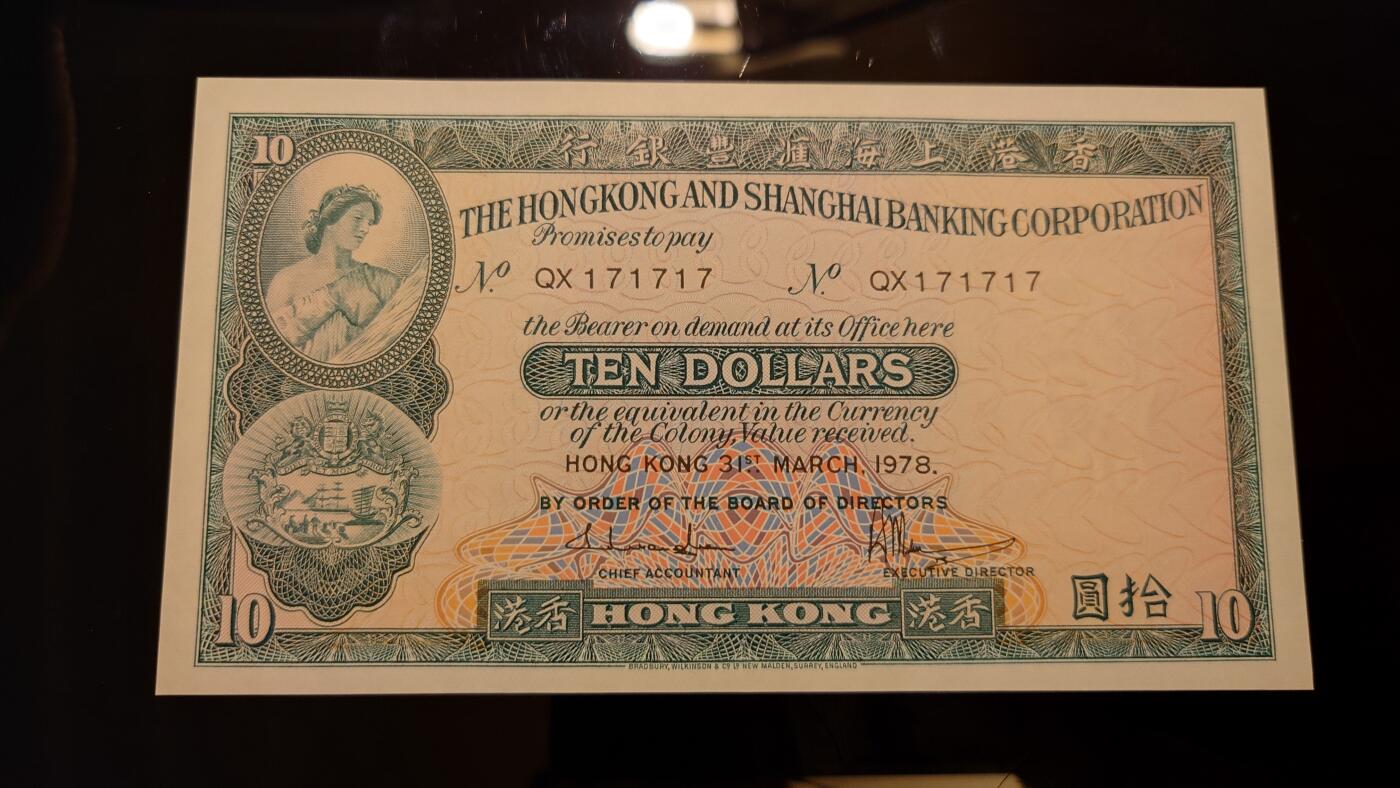 10
行銀豐滙海上港香
THE HONGKONG AND SHANGHAI BANKING CORPORATION
Promises to pay
No. QX171717 No. QX171717
the Bearer on demand at its Office here
TEN DOLLARS
or the equivalent in the Currency
of the Colony Value received.
HONG KONG 31ST MARCH, 1978.
BY ORDER OF THE BOARD OF DIRECTORS
CHIEF ACCOUNTANT EXECUTIVE DIRECTOR
圓拾
10 港香 HONG KONG 港香 10
BRADBURY, WILKINSON & CO. LD. NEW MALDEN, SURREY, ENGLAND